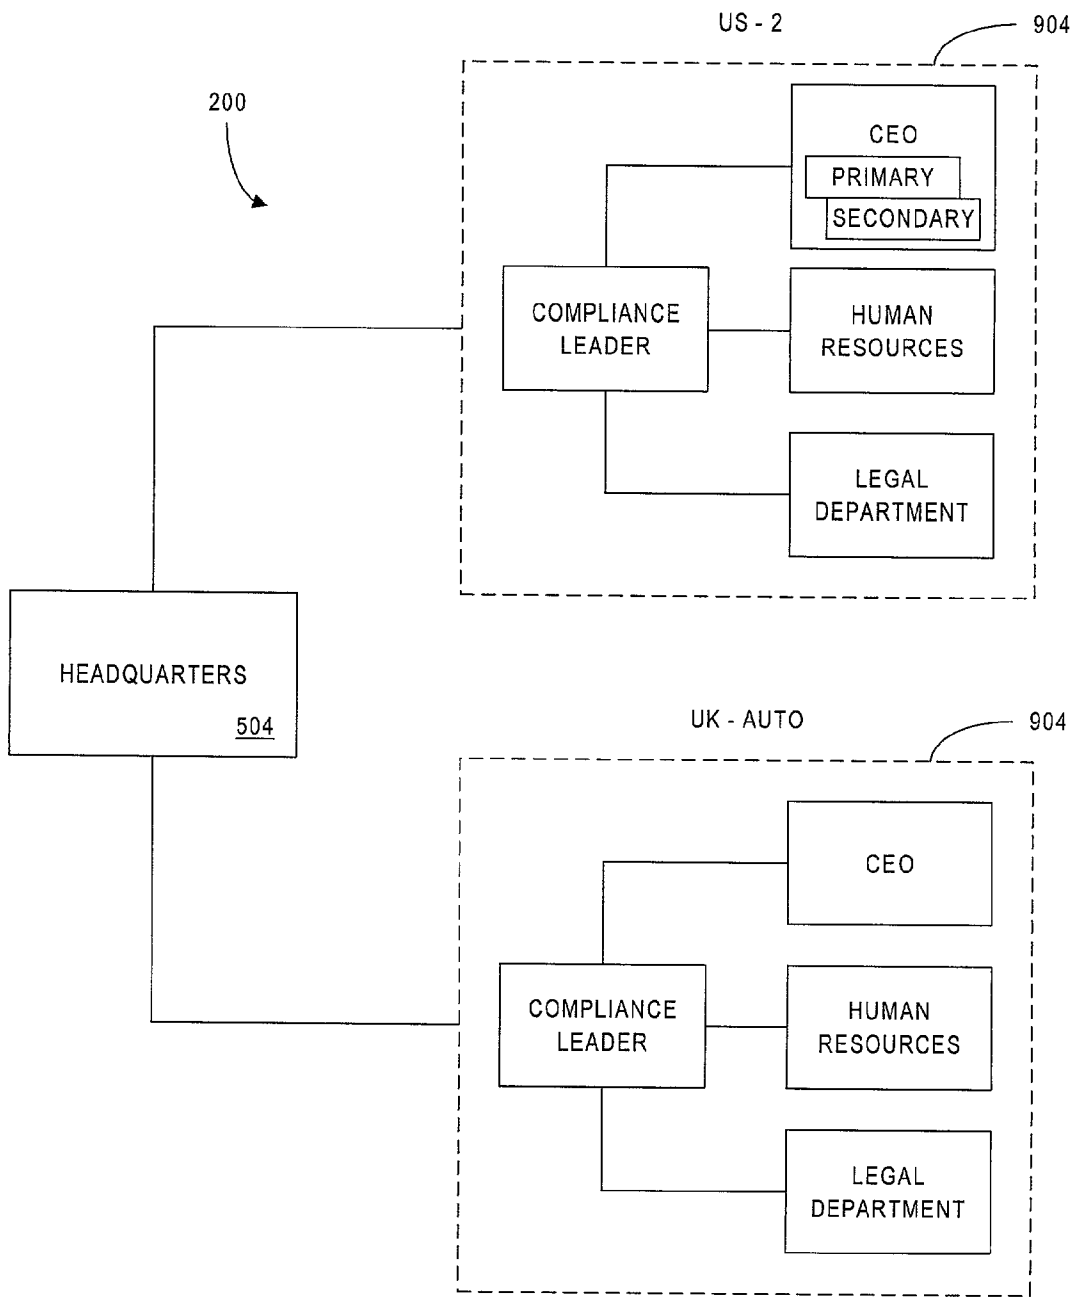 US - 2
904
200
CEO
PRIMARY
SECONDARY
COMPLIANCE
LEADER
HUMAN
RESOURCES
LEGAL
DEPARTMENT
HEADQUARTERS
504
UK - AUTO
904
CEO
COMPLIANCE
LEADER
HUMAN
RESOURCES
LEGAL
DEPARTMENT